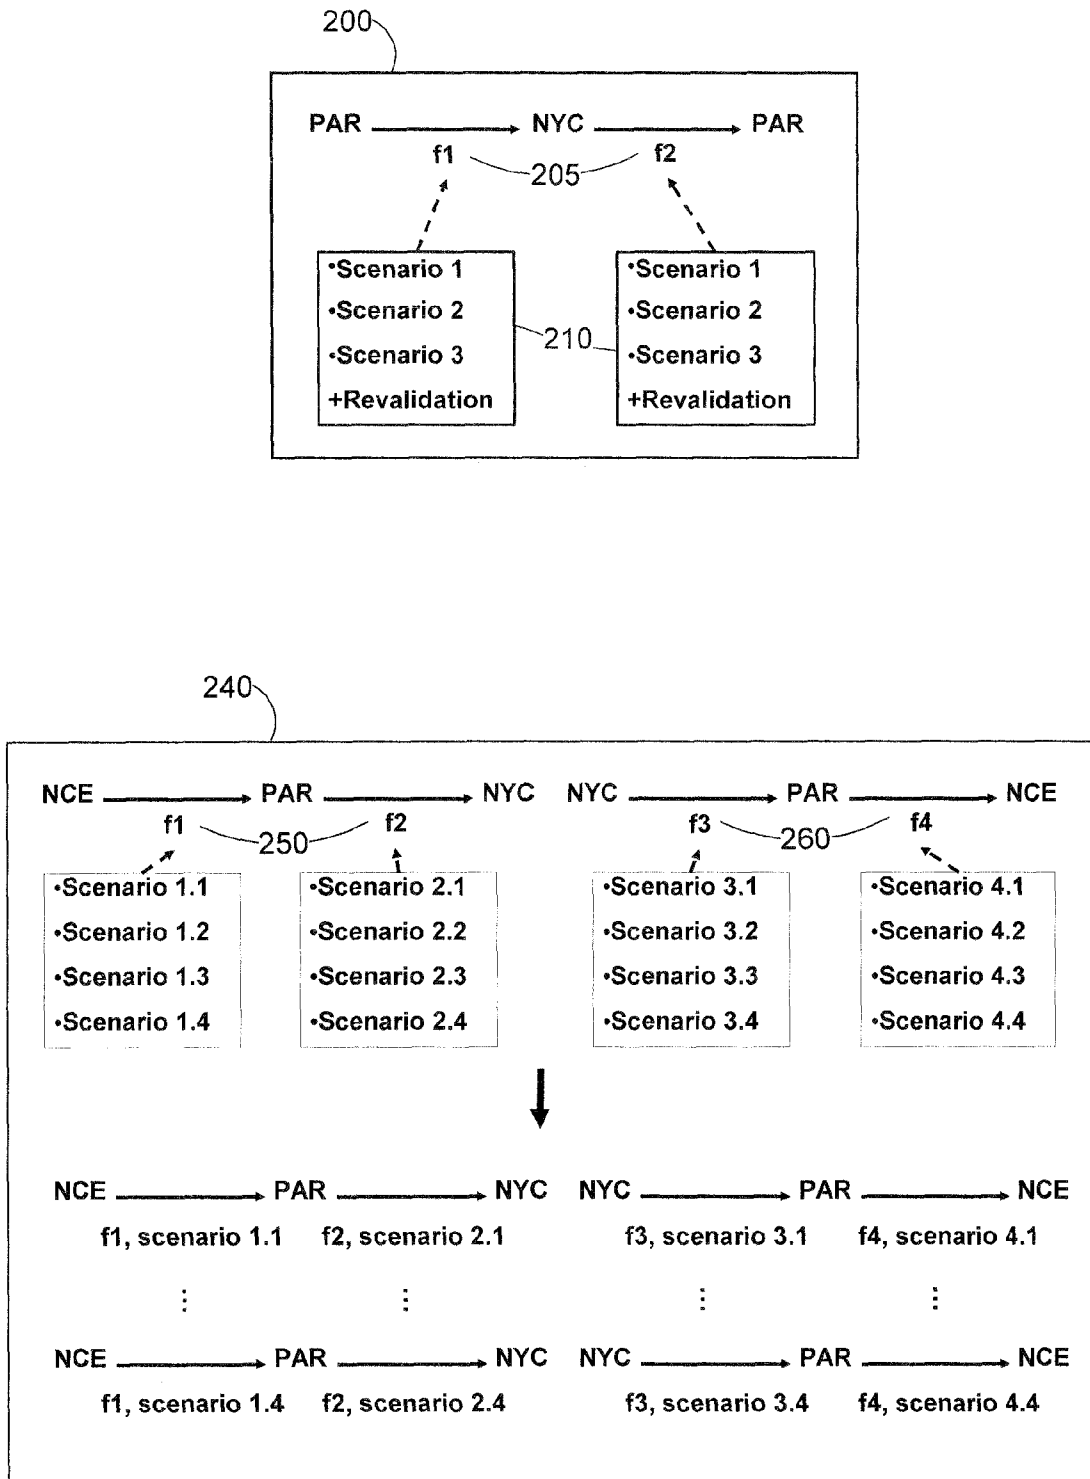 200
PAR NYC PAR
f1 205 f2
•Scenario 1
•Scenario 2
•Scenario 3
+Revalidation
210
•Scenario 1
•Scenario 2
•Scenario 3
+Revalidation
240
NCE PAR NYC NYC PAR NCE
f1 250 f2 f3 260 f4
•Scenario 1.1
•Scenario 1.2
•Scenario 1.3
•Scenario 1.4
•Scenario 2.1
•Scenario 2.2
•Scenario 2.3
•Scenario 2.4
•Scenario 3.1
•Scenario 3.2
•Scenario 3.3
•Scenario 3.4
•Scenario 4.1
•Scenario 4.2
•Scenario 4.3
•Scenario 4.4
NCE PAR NYC NYC PAR NCE
f1, scenario 1.1 f2, scenario 2.1 f3, scenario 3.1 f4, scenario 4.1
⋮ ⋮ ⋮ ⋮
NCE PAR NYC NYC PAR NCE
f1, scenario 1.4 f2, scenario 2.4 f3, scenario 3.4 f4, scenario 4.4